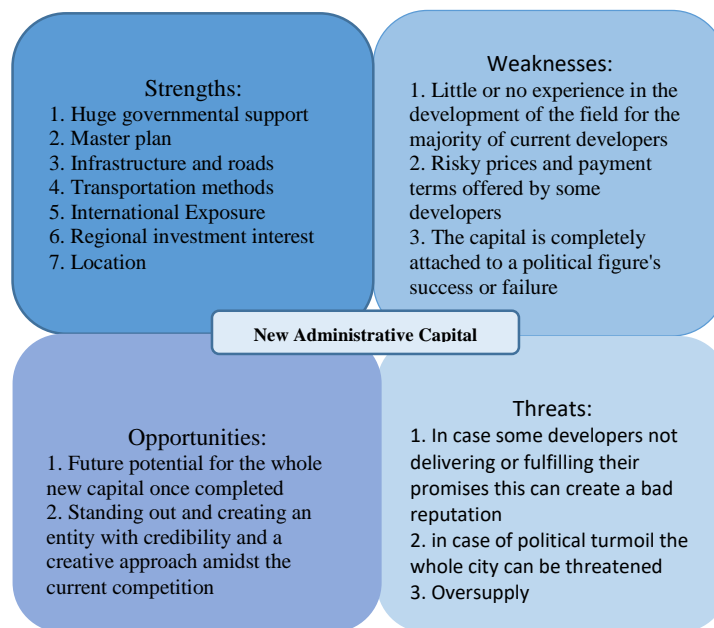 Strengths:
1. Huge governmental support
2. Master plan
3. Infrastructure and roads
4. Transportation methods
5. International Exposure
6. Regional investment interest
7. Location
Weaknesses:
1. Little or no experience in the
development of the field for the
majority of current developers
2. Risky prices and payment
terms offered by some
developers
3. The capital is completely
attached to a political figure's
success or failure
New Administrative Capital
Opportunities:
1. Future potential for the whole
new capital once completed
2. Standing out and creating an
entity with credibility and a
creative approach amidst the
current competition
Threats:
1. In case some developers not
delivering or fulfilling their
promises this can create a bad
reputation
2. in case of political turmoil the
whole city can be threatened
3. Oversupply